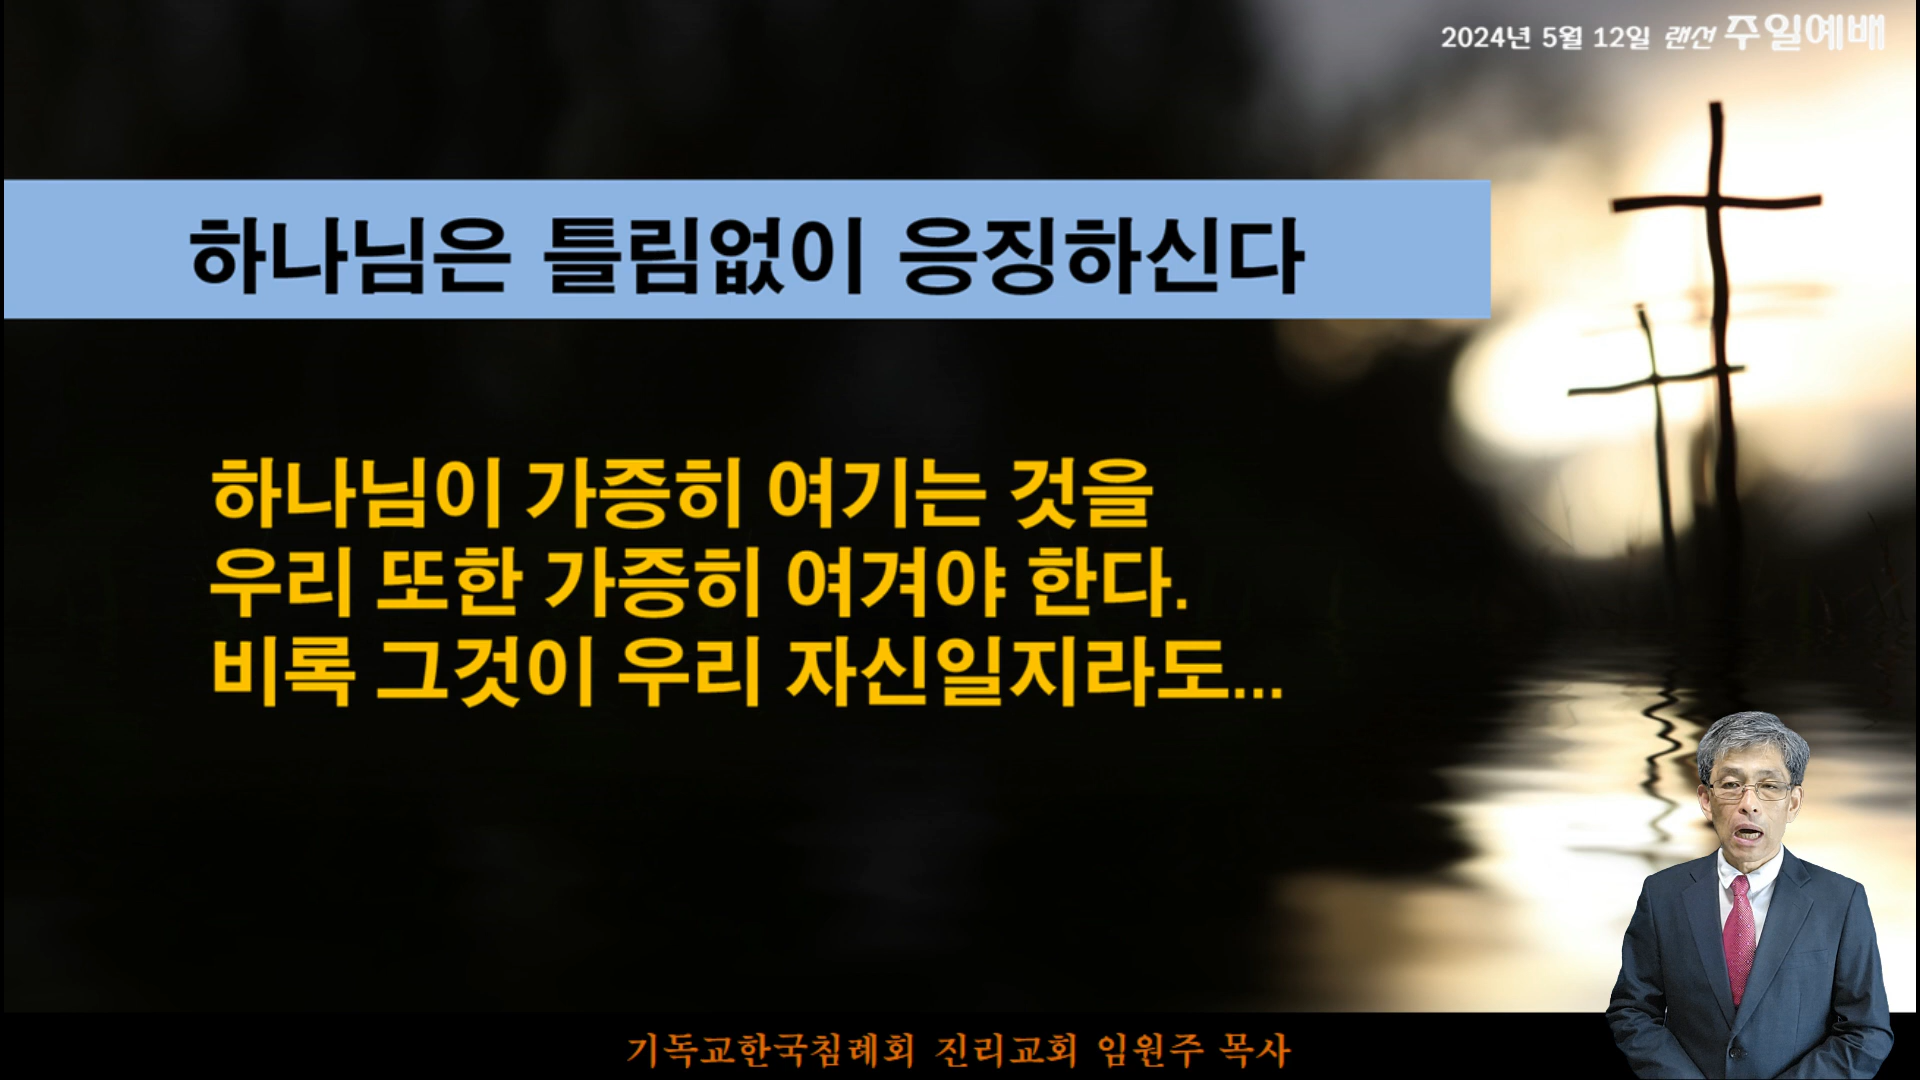 2024년 5월 12일 랜선 주일예배
하나님은 틀림없이 응징하신다
하나님이 가증히 여기는 것을
우리 또한 가증히 여겨야 한다.
비록 그것이 우리 자신일지라도...
기독교한국침례회 진리교회 임원주 목사